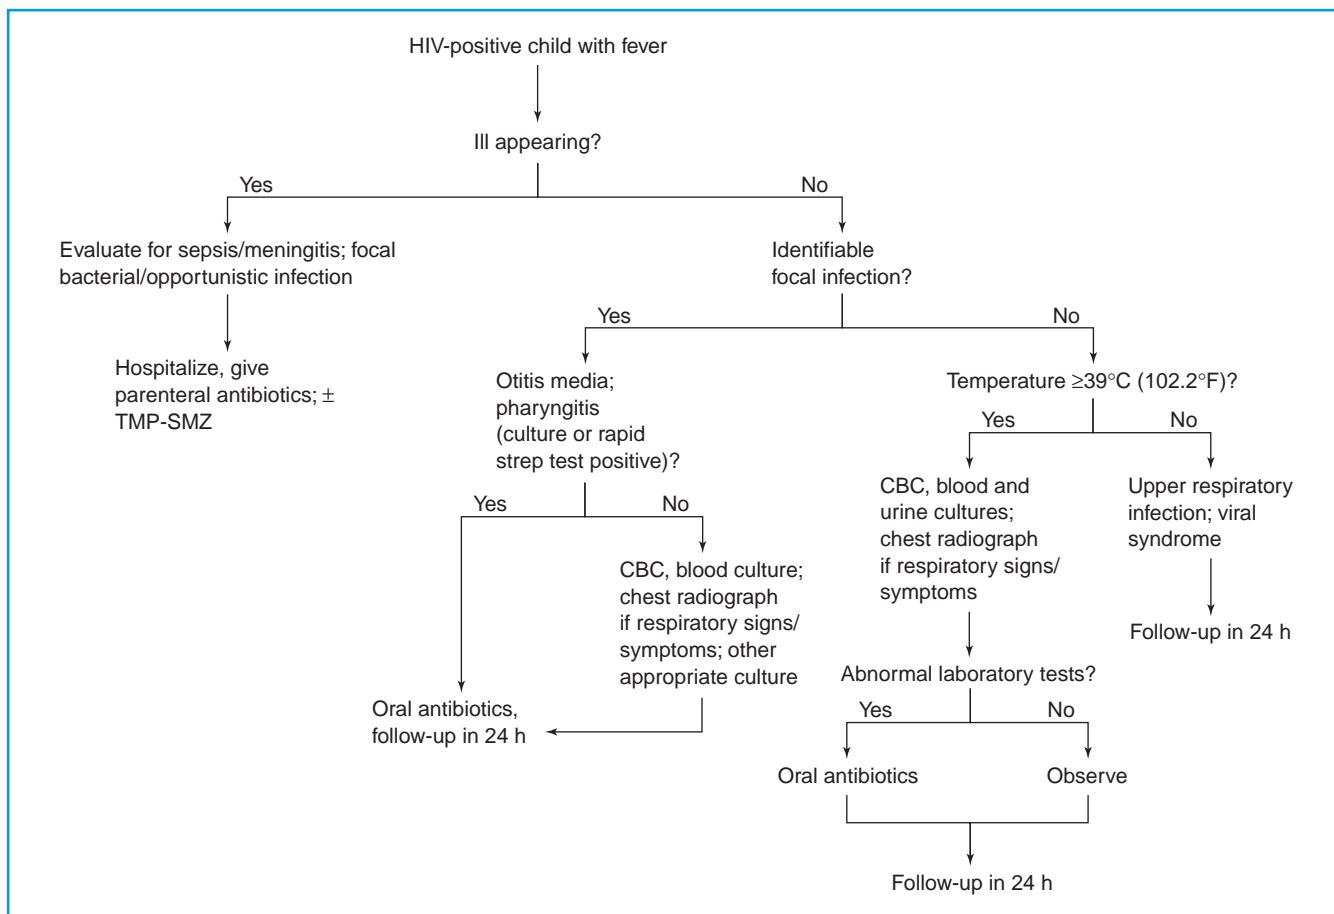 HIV-positive child with fever
Ill appearing?
Yes
No
Evaluate for sepsis/meningitis; focal
bacterial/opportunistic infection
Hospitalize, give
parenteral antibiotics; ±
TMP-SMZ
Identifiable
focal infection?
Yes
No
Otitis media;
pharyngitis
(culture or rapid
strep test positive)?
Yes
No
CBC, blood culture;
chest radiograph
if respiratory signs/
symptoms; other
appropriate culture
Oral antibiotics,
follow-up in 24 h
Temperature ≥39°C (102.2°F)?
Yes
No
CBC, blood and
urine cultures;
chest radiograph
if respiratory signs/
symptoms
Upper respiratory
infection; viral
syndrome
Follow-up in 24 h
Abnormal laboratory tests?
Yes
No
Oral antibiotics
Observe
Follow-up in 24 h